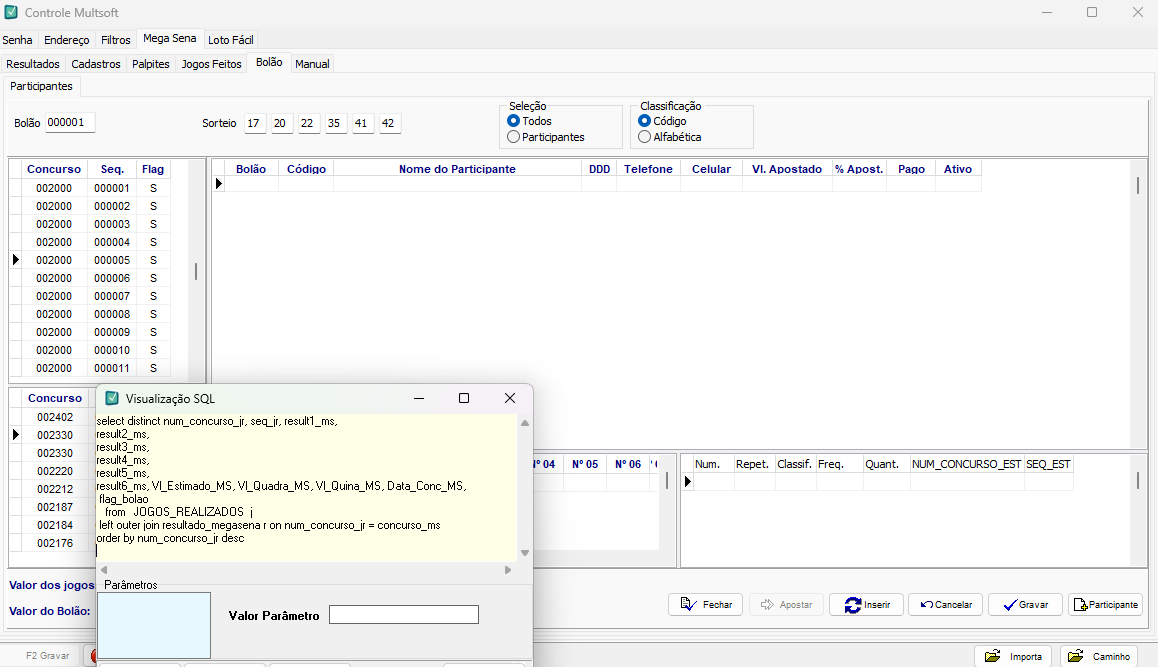 Controle Multsoft
Senha Endereço Filtros Mega Sena Loto Fácil
Resultados Cadastros Palpites Jogos Feitos Bolão Manual
Participantes
Bolão 000001 Sorteio 17 20 22 35 41 42
Seleção
Todos
Participantes
Classificação
Código
Alfabética
Concurso Seq. Flag
002000 000001 S
002000 000002 S
002000 000003 S
002000 000004 S
002000 000005 S
002000 000006 S
002000 000007 S
002000 000008 S
002000 000009 S
002000 000010 S
002000 000011 S
Bolão Código Nome do Participante DDD Telefone Celular Vl. Apostado % Apost. Pago Ativo
Concurso
002402
002330
002330
002220
002212
002187
002184
002176
Visualização SQL
select distinct num_concurso_jr, seq_jr, result1_ms,
result2_ms,
result3_ms,
result4_ms,
result5_ms,
result6_ms, Vl_Estimado_MS, Vl_Quadra_MS, Vl_Quina_MS, Data_Conc_MS,
flag_bolao
from JOGOS_REALIZADOS j
left outer join resultado_megasena r on num_concurso_jr = concurso_ms
order by num_concurso_jr desc
Parâmetros
Valor Parâmetro
Nº 04 Nº 05 Nº 06
Num. Repet. Classif. Freq. Quant. NUM_CONCURSO_EST SEQ_EST
Valor dos jogos
Valor do Bolão:
Fechar Apostar Inserir Cancelar Gravar Participante
F2 Gravar
Importa Caminho